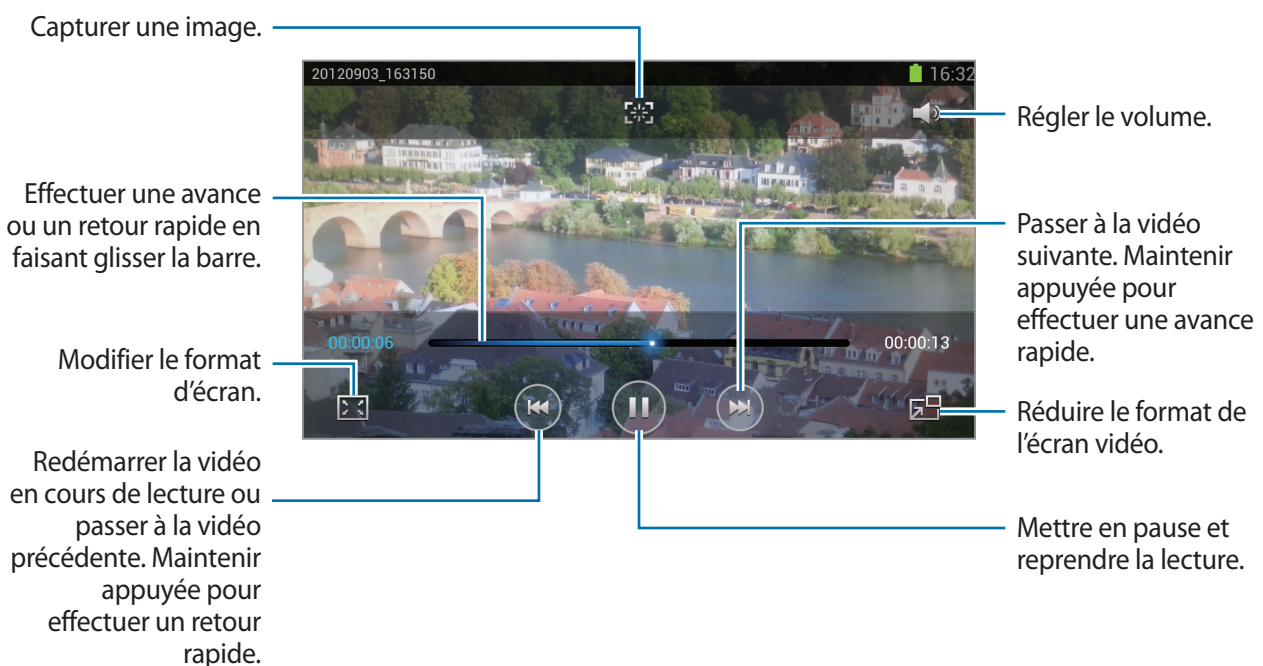 Capturer une image.
20120903_163150
16:32
Régler le volume.
Effectuer une avance
ou un retour rapide en
faisant glisser la barre.
Passer à la vidéo
suivante. Maintenir
appuyée pour
effectuer une avance
rapide.
00:00:06
00:00:13
Modifier le format
d'écran.
Réduire le format de
l'écran vidéo.
Redémarrer la vidéo
en cours de lecture ou
passer à la vidéo
précédente. Maintenir
appuyée pour
effectuer un retour
rapide.
Mettre en pause et
reprendre la lecture.